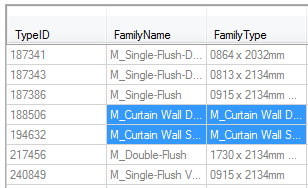 TypeID FamilyName FamilyType
187341 M_Single-Flush-D... 0864 x 2032mm
187343 M_Single-Flush-D... 0813 x 2134mm
187386 M_Single-Flush 0915 x 2134mm ...
188506 M_Curtain Wall D... M_Curtain Wall D...
194632 M_Curtain Wall S... M_Curtain Wall S...
217456 M_Double-Flush 1730 x 2134mm ...
240849 M_Single-Flush V... 0915 x 2134mm